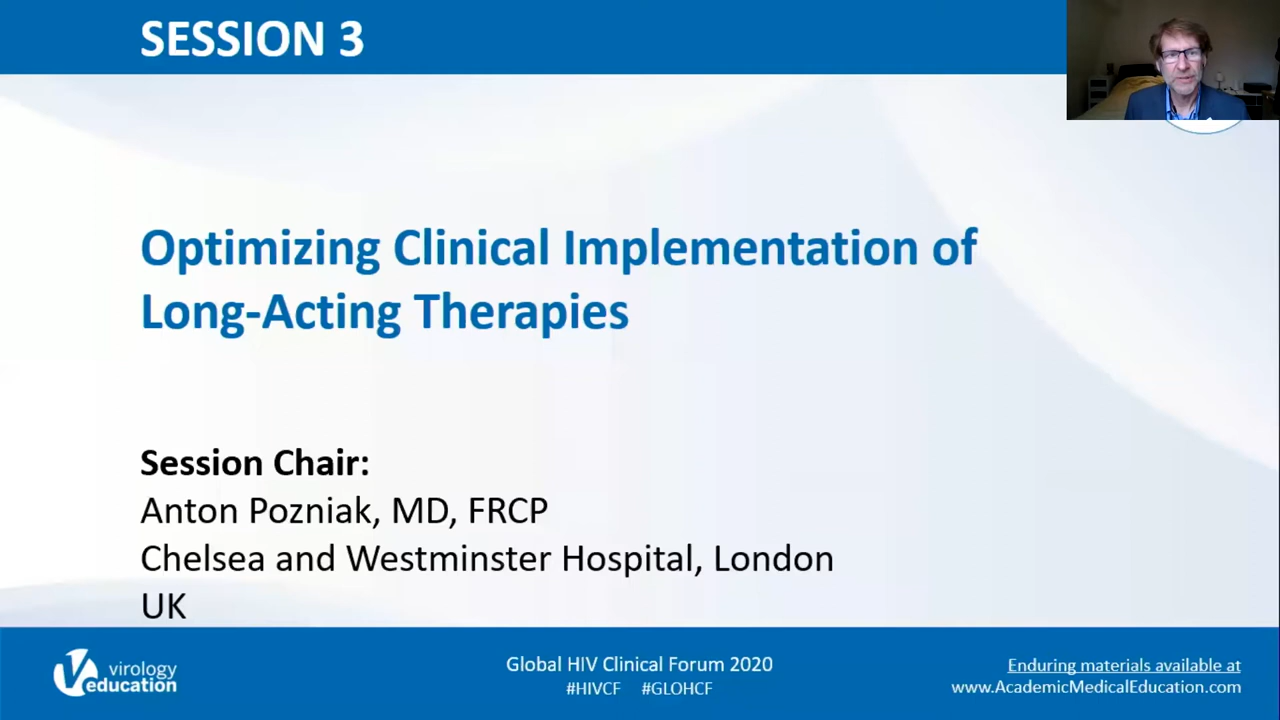 SESSION 3
Optimizing Clinical Implementation of
Long-Acting Therapies
Session Chair:
Anton Pozniak, MD, FRCP
Chelsea and Westminster Hospital, London
UK
virology
education
Global HIV Clinical Forum 2020
#HIVCF #GLOHCF
Enduring materials available at
www.AcademicMedicalEducation.com